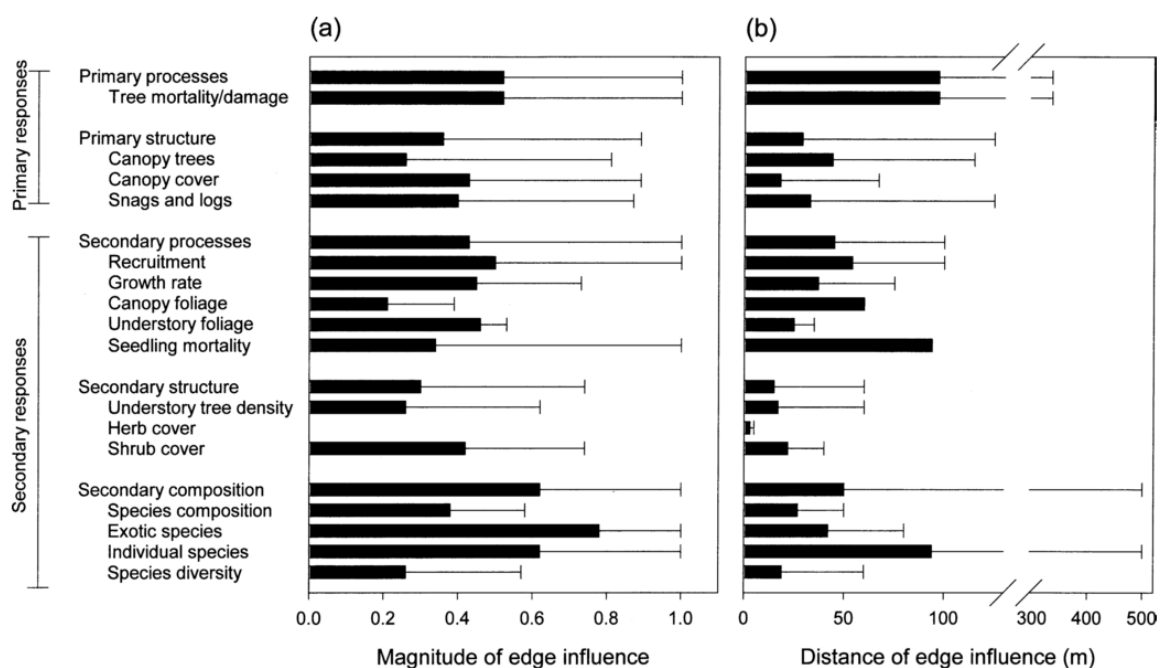 (a)
(b)
Primary responses
Primary processes
Tree mortality/damage
Primary structure
Canopy trees
Canopy cover
Snags and logs
Secondary responses
Secondary processes
Recruitment
Growth rate
Canopy foliage
Understory foliage
Seedling mortality
Secondary structure
Understory tree density
Herb cover
Shrub cover
Secondary composition
Species composition
Exotic species
Individual species
Species diversity
0.0 0.2 0.4 0.6 0.8 1.0
0 50 100 300 400 500
Magnitude of edge influence
Distance of edge influence (m)